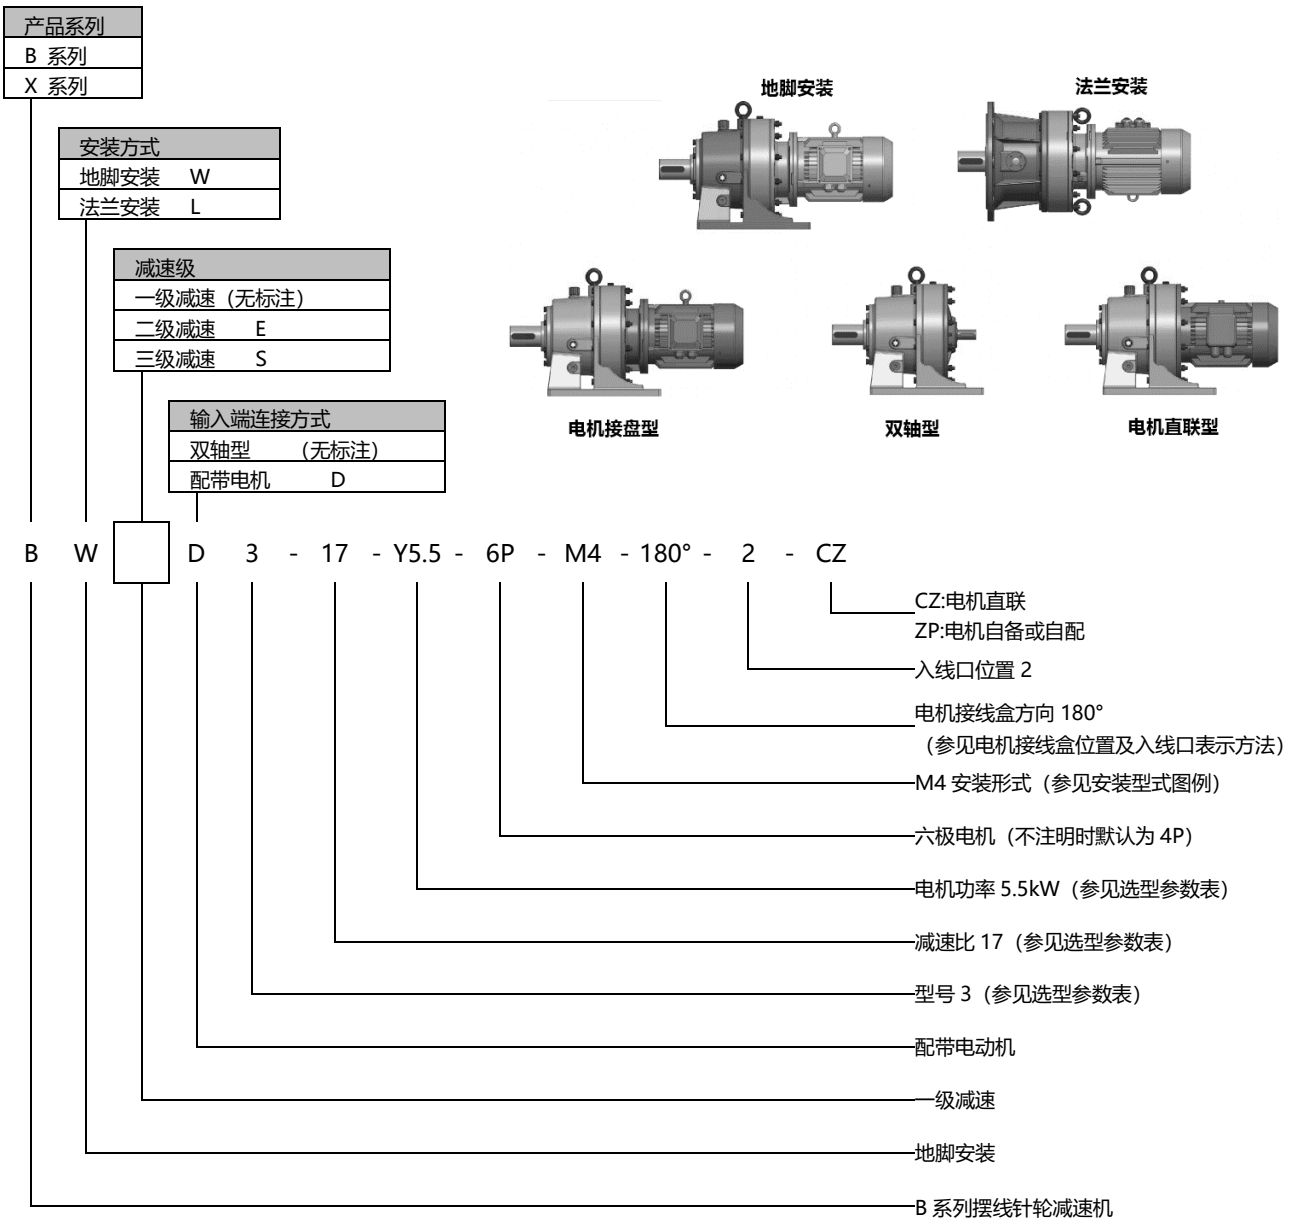 产品系列
B 系列
X 系列
安装方式
地脚安装 W
法兰安装 L
减速级
一级减速（无标注）
二级减速 E
三级减速 S
输入端连接方式
双轴型 （无标注）
配带电机 D
地脚安装
法兰安装
电机接盘型
双轴型
电机直联型
B W D 3 - 17 - Y5.5 - 6P - M4 - 180° - 2 - CZ
CZ:电机直联
ZP:电机自备或自配
入线口位置 2
电机接线盒方向 180°
（参见电机接线盒位置及入线口表示方法）
M4 安装形式（参见安装型式图例）
六极电机（不注明时默认为 4P）
电机功率 5.5kW（参见选型参数表）
减速比 17（参见选型参数表）
型号 3（参见选型参数表）
配带电动机
一级减速
地脚安装
B 系列摆线针轮减速机